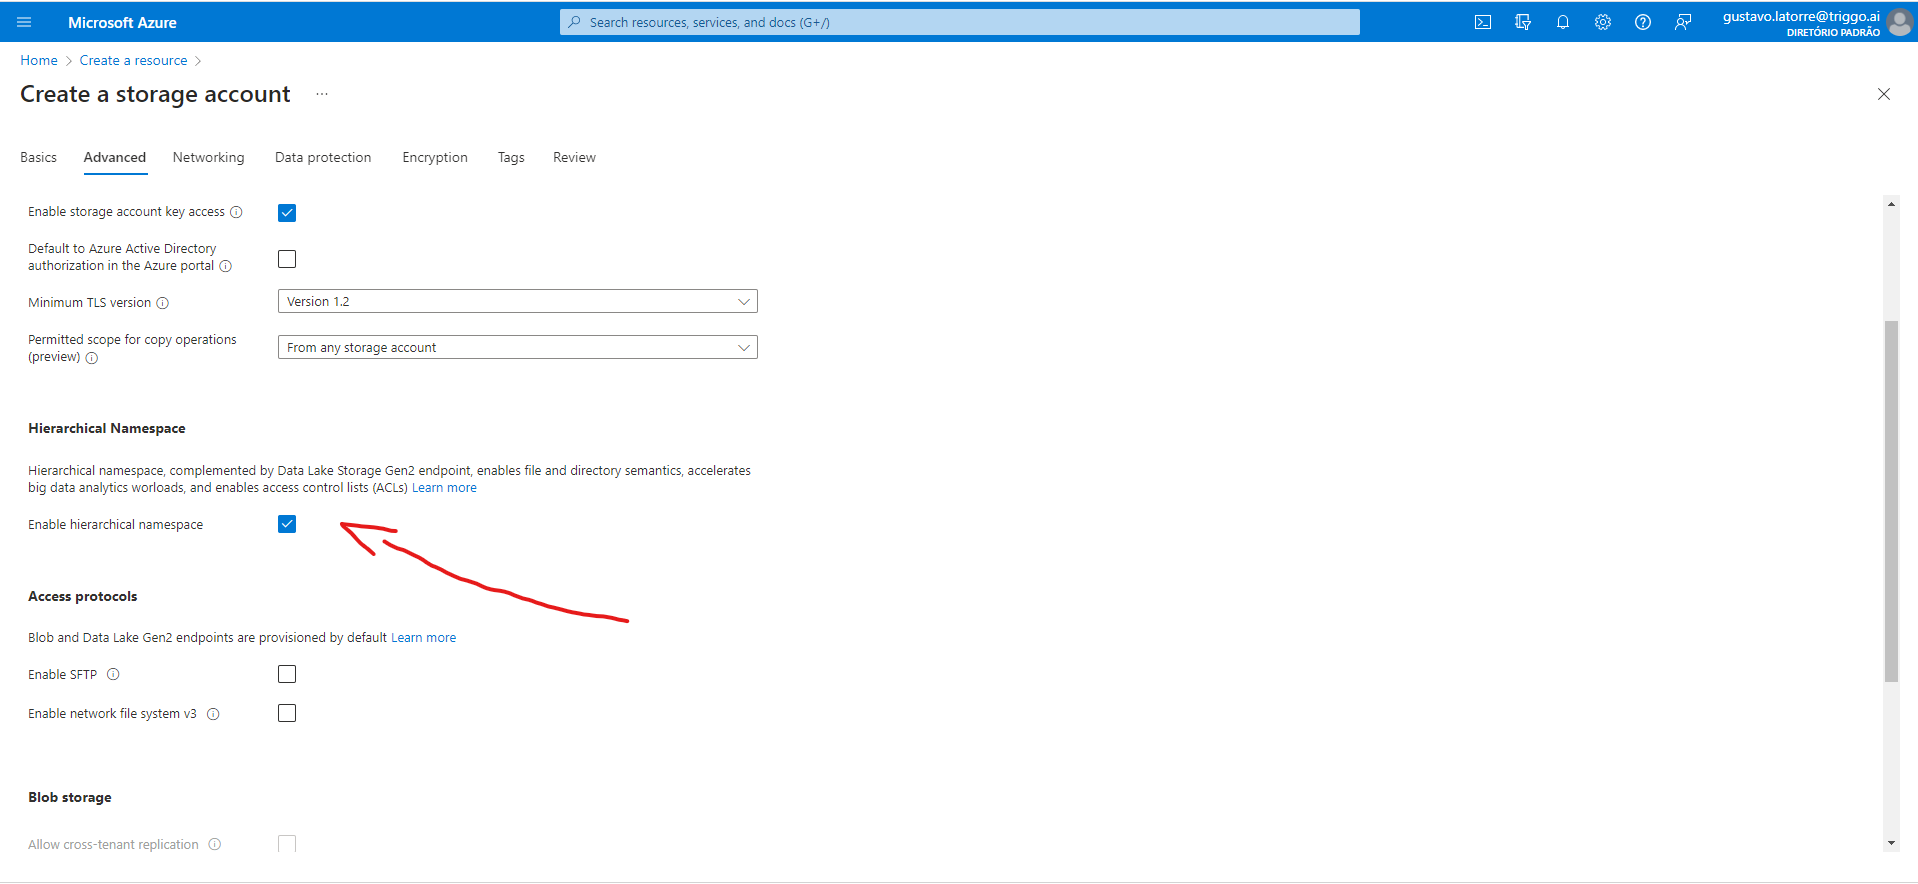 Microsoft Azure
Search resources, services, and docs (G+/)
gustavo.latorre@triggo.ai
DIRETÓRIO PADRÃO
Home > Create a resource >
Create a storage account ...
Basics Advanced Networking Data protection Encryption Tags Review
Enable storage account key access
Default to Azure Active Directory
authorization in the Azure portal
Minimum TLS version
Version 1.2
Permitted scope for copy operations
(preview)
From any storage account
Hierarchical Namespace
Hierarchical namespace, complemented by Data Lake Storage Gen2 endpoint, enables file and directory semantics, accelerates
big data analytics worloads, and enables access control lists (ACLs) Learn more
Enable hierarchical namespace
Access protocols
Blob and Data Lake Gen2 endpoints are provisioned by default Learn more
Enable SFTP
Enable network file system v3
Blob storage
Allow cross-tenant replication